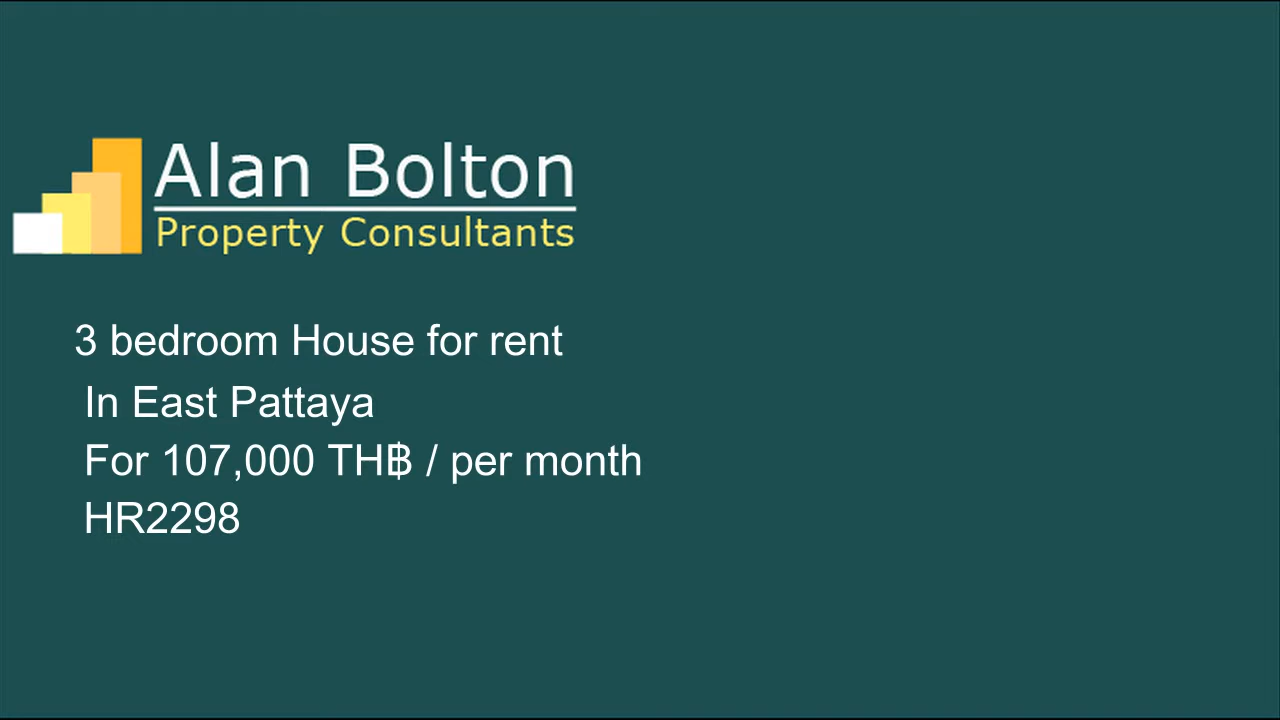 Alan Bolton
Property Consultants
3 bedroom House for rent
In East Pattaya
For 107,000 TH฿ / per month
HR2298